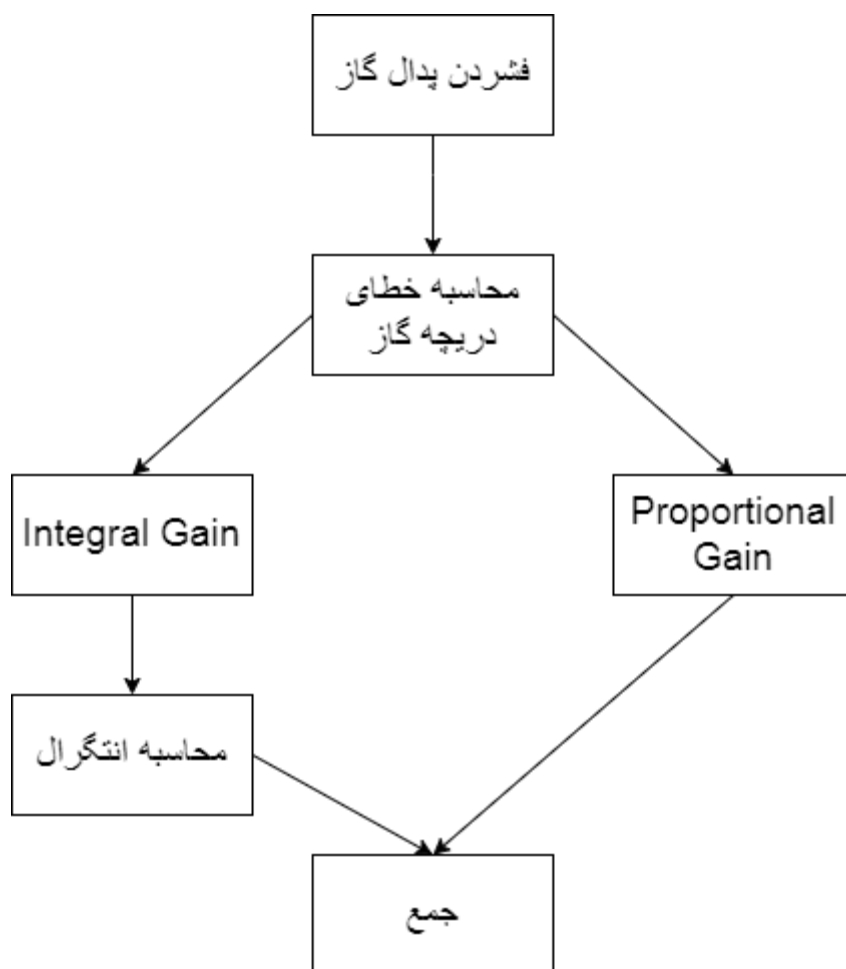 فشردن پدال گاز
محاسبه خطای
دریچه گاز
Integral Gain
Proportional
Gain
محاسبه انتگرال
جمع